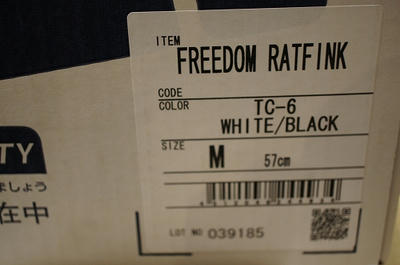 ITEM
FREEDOM RATFINK
CODE
COLOR TC-6
WHITE/BLACK
SIZE M 57cm
LOT NO 039185
TY
ましょう
在中